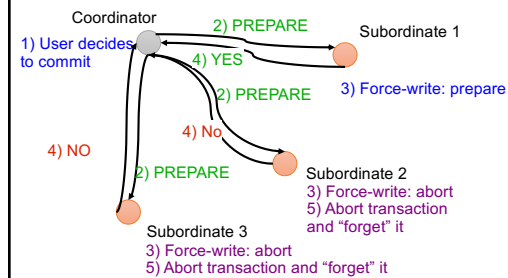 Coordinator
2) PREPARE
Subordinate 1
1) User decides
to commit
4) YES
2) PREPARE
3) Force-write: prepare
4) No
4) NO
2) PREPARE
Subordinate 2
3) Force-write: abort
5) Abort transaction
and “forget” it
Subordinate 3
3) Force-write: abort
5) Abort transaction and “forget” it